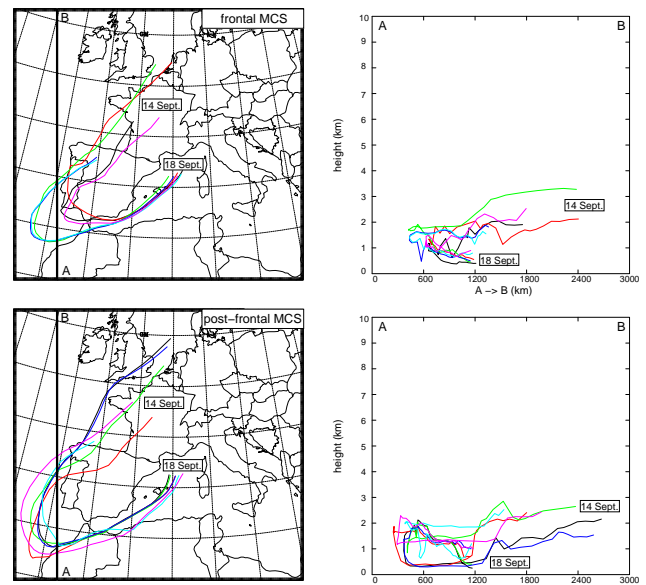 B
frontal MCS
14 Sept.
18 Sept.
A
A
B
10
9
8
7
6
5
4
3
2
1
0
height (km)
14 Sept.
18 Sept.
0 600 1200 1800 2400 3000
A -> B (km)
B
post-frontal MCS
14 Sept.
18 Sept.
A
A
B
10
9
8
7
6
5
4
3
2
1
0
height (km)
14 Sept.
18 Sept.
0 600 1200 1800 2400 3000